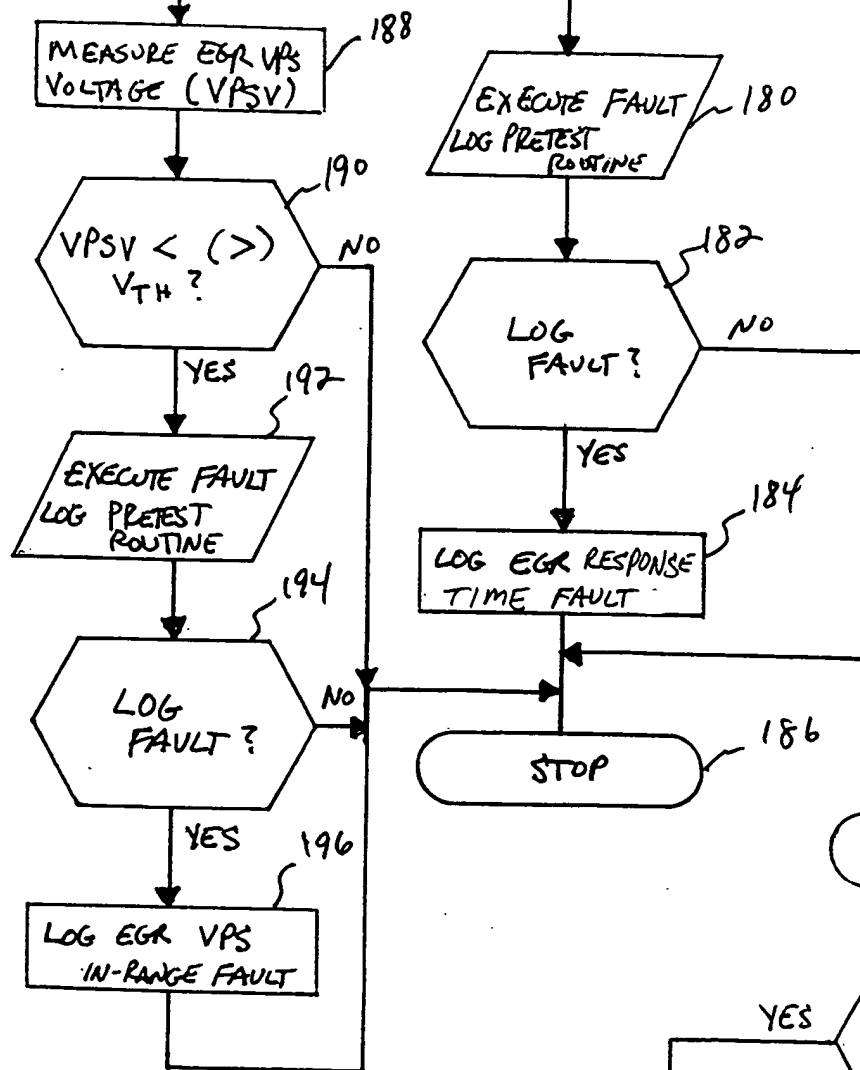 MEASURE EGR VPS
VOLTAGE (VPSV)
188
190
VPSV < (>)
VTH?
NO
YES
192
EXECUTE FAULT
LOG PRETEST
ROUTINE
194
LOG
FAULT?
NO
YES
196
LOG EGR VPS
IN-RANGE FAULT
EXECUTE FAULT
LOG PRETEST
ROUTINE
180
182
LOG
FAULT?
NO
YES
184
LOG EGR RESPONSE
TIME FAULT
186
STOP
YES